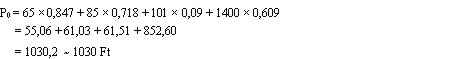 P₀ = 65 × 0,847 + 85 × 0,718 + 101 × 0,09 + 1400 × 0,609
= 55,06 + 61,03 + 61,51 + 852,60
= 1030,2 ~ 1030 Ft